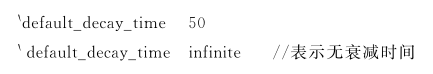 `default_decay_time 50
` default_decay_time infinite //表示无衰减时间